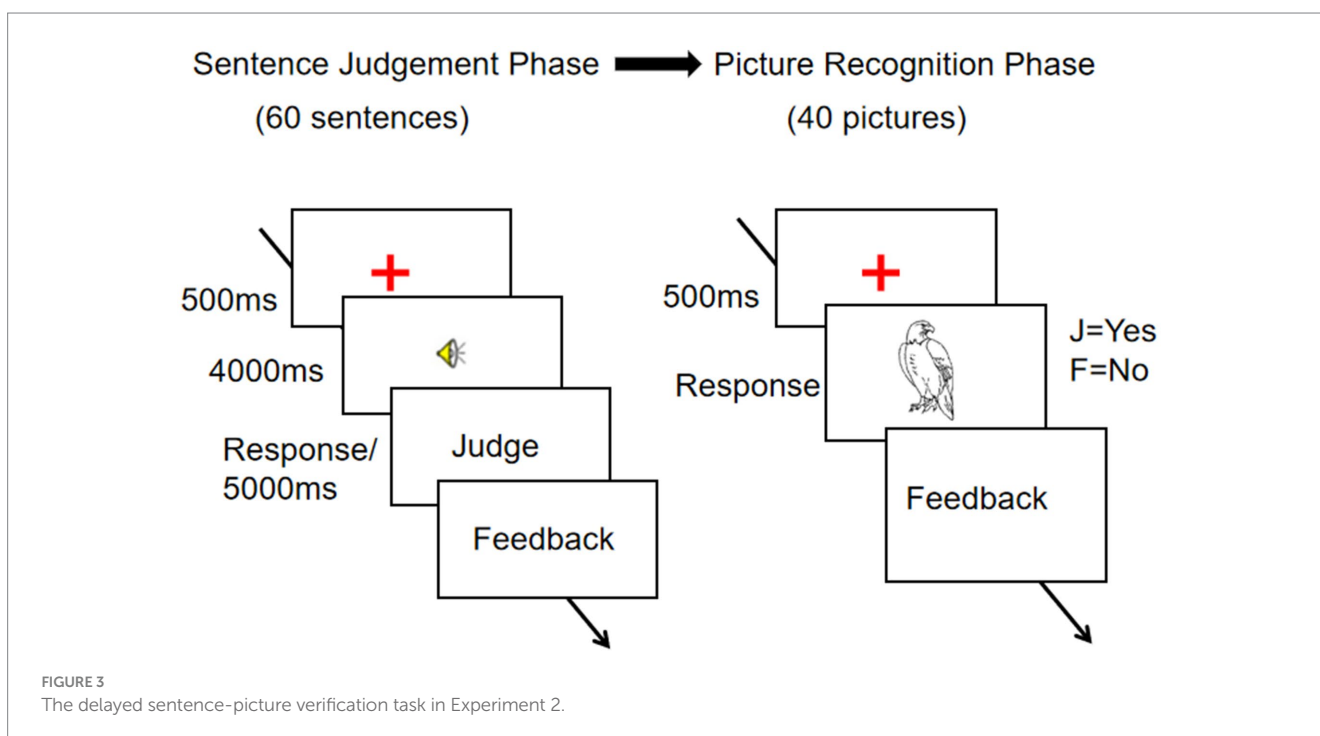 Sentence Judgement Phase
Picture Recognition Phase
(60 sentences)
(40 pictures)
500ms
4000ms
Response/
5000ms
Judge
Feedback
500ms
Response
J=Yes
F=No
Feedback
FIGURE 3
The delayed sentence-picture verification task in Experiment 2.